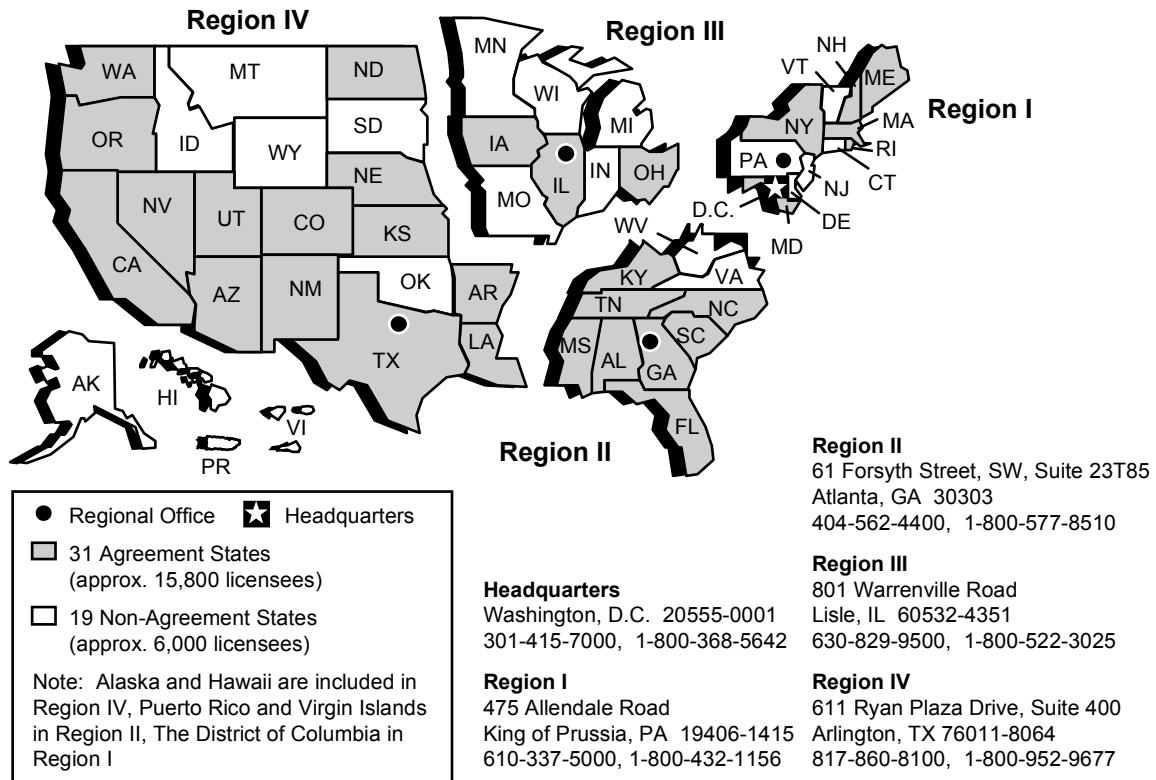 Region IV
Region III
Region I
WA
MT
ND
OR
ID
SD
WY
NE
NV
UT
CO
KS
CA
AZ
NM
OK
AR
TX
LA
AK
HI
PR
VI
MN
WI
MI
IA
IL
IN
OH
MO
NH
VT
ME
NY
MA
RI
CT
PA
NJ
DE
D.C.
MD
WV
VA
KY
TN
NC
SC
MS
AL
GA
FL
Region II
Regional Office
Headquarters
31 Agreement States
(approx. 15,800 licensees)
19 Non-Agreement States
(approx. 6,000 licensees)
Note: Alaska and Hawaii are included in
Region IV, Puerto Rico and Virgin Islands
in Region II, The District of Columbia in
Region I
Headquarters
Washington, D.C. 20555-0001
301-415-7000, 1-800-368-5642
Region I
475 Allendale Road
King of Prussia, PA 19406-1415
610-337-5000, 1-800-432-1156
Region II
61 Forsyth Street, SW, Suite 23T85
Atlanta, GA 30303
404-562-4400, 1-800-577-8510
Region III
801 Warrenville Road
Lisle, IL 60532-4351
630-829-9500, 1-800-522-3025
Region IV
611 Ryan Plaza Drive, Suite 400
Arlington, TX 76011-8064
817-860-8100, 1-800-952-9677